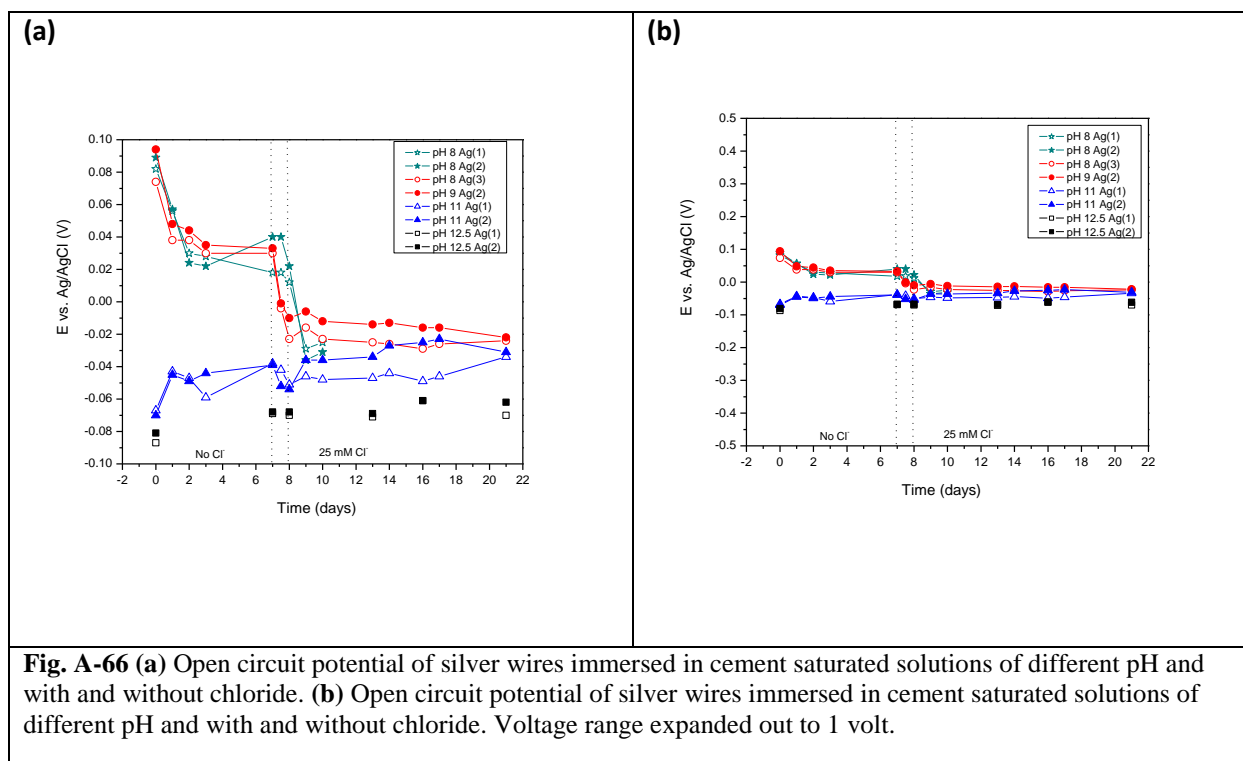 (a)
(b)
0.10
0.08
0.06
0.04
0.02
0.00
-0.02
-0.04
-0.06
-0.08
-0.10
E vs. Ag/AgCl (V)
pH 8 Ag(1)
pH 8 Ag(2)
pH 8 Ag(3)
pH 9 Ag(2)
pH 11 Ag(1)
pH 11 Ag(2)
pH 12.5 Ag(1)
pH 12.5 Ag(2)
No Cl⁻
25 mM Cl⁻
-2 0 2 4 6 8 10 12 14 16 18 20 22
Time (days)
0.5
0.4
0.3
0.2
0.1
0.0
-0.1
-0.2
-0.3
-0.4
-0.5
E vs. Ag/AgCl (V)
pH 8 Ag(1)
pH 8 Ag(2)
pH 8 Ag(3)
pH 9 Ag(2)
pH 11 Ag(1)
pH 11 Ag(2)
pH 12.5 Ag(1)
pH 12.5 Ag(2)
No Cl⁻
25 mM Cl⁻
-2 0 2 4 6 8 10 12 14 16 18 20 22
Time (days)
Fig. A-66 (a) Open circuit potential of silver wires immersed in cement saturated solutions of different pH and
with and without chloride. (b) Open circuit potential of silver wires immersed in cement saturated solutions of
different pH and with and without chloride. Voltage range expanded out to 1 volt.